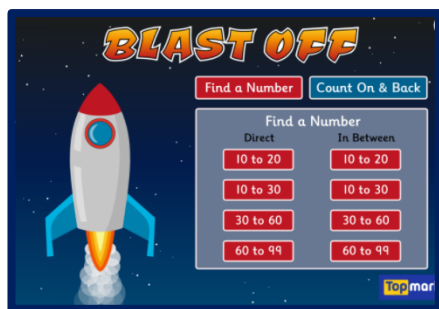 BLAST OFF
Find a Number Count On & Back
Find a Number
Direct In Between
10 to 20 10 to 20
10 to 30 10 to 30
30 to 60 30 to 60
60 to 99 60 to 99
Topmar